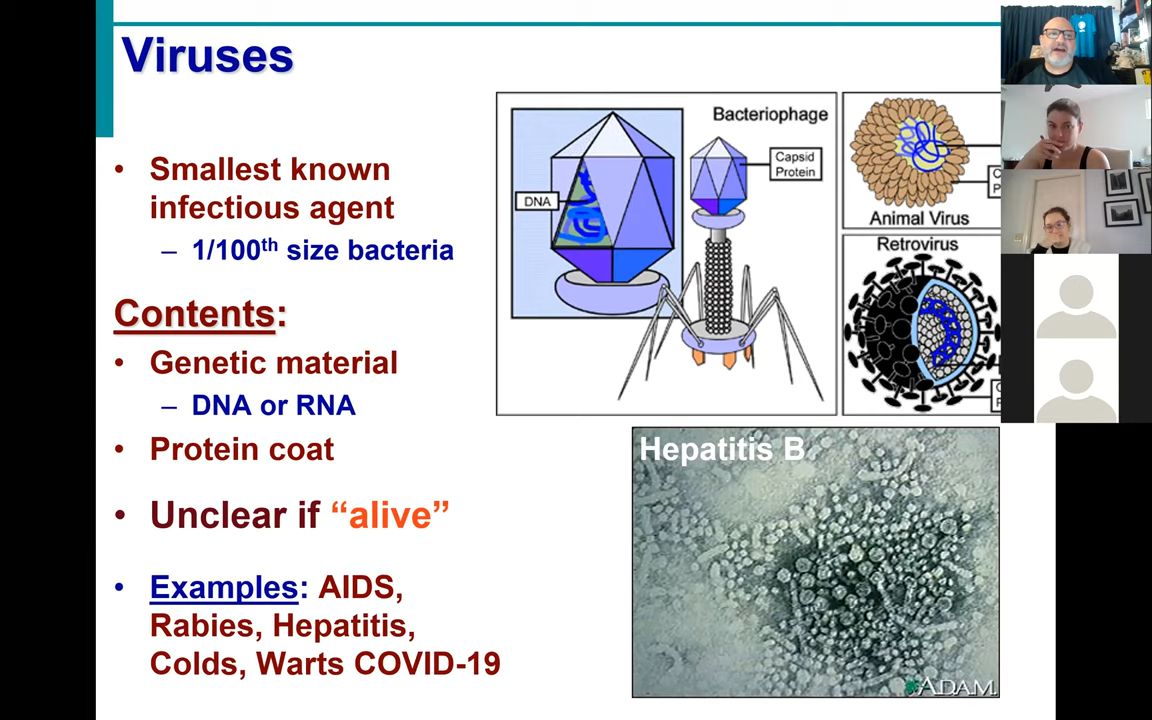 Viruses
• Smallest known
infectious agent
– 1/100th size bacteria
Contents:
• Genetic material
– DNA or RNA
• Protein coat
• Unclear if “alive”
• Examples: AIDS,
Rabies, Hepatitis,
Colds, Warts COVID-19
Bacteriophage
DNA
Capsid
Protein
Animal Virus
Retrovirus
Hepatitis B
ADAM